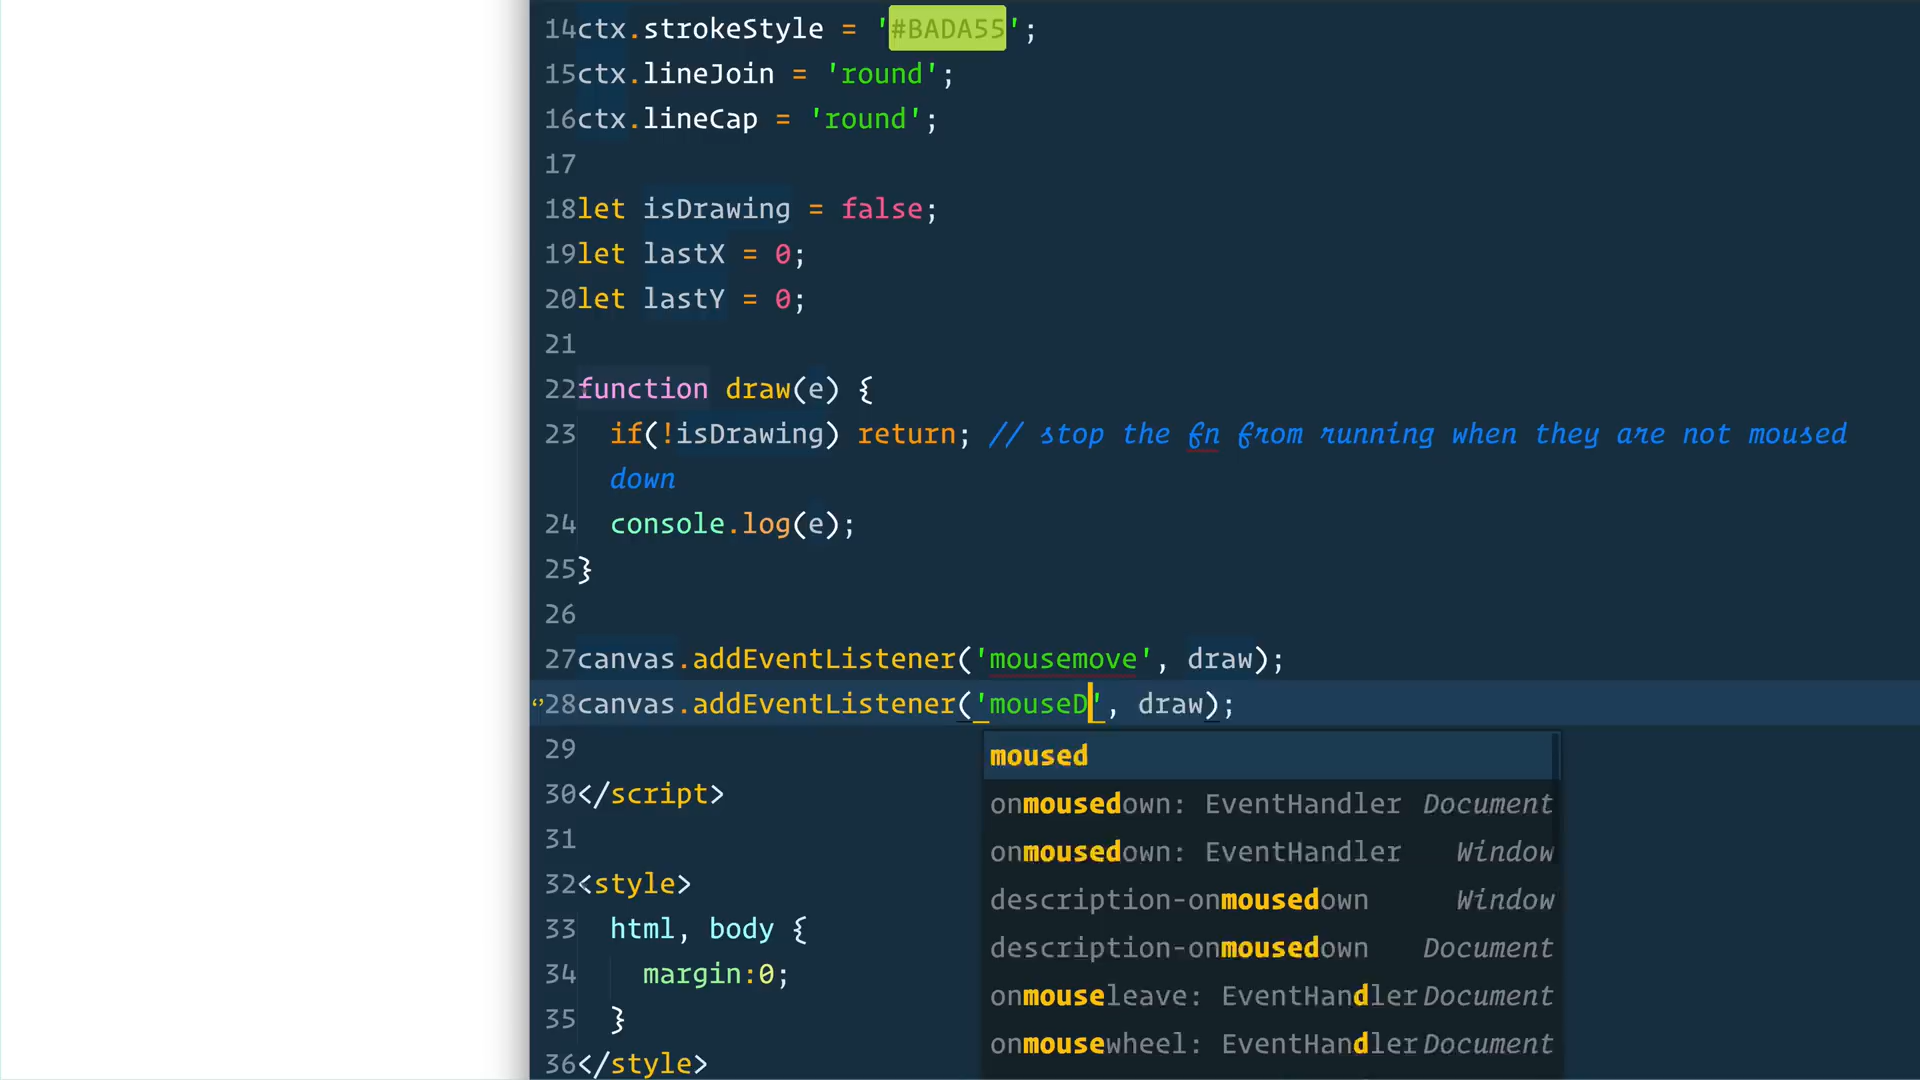 14ctx.strokeStyle = '#BADA55';
15ctx.lineJoin = 'round';
16ctx.lineCap = 'round';
17
18let isDrawing = false;
19let lastX = 0;
20let lastY = 0;
21
22function draw(e) {
23  if(!isDrawing) return; // stop the fn from running when they are not moused
  down
24  console.log(e);
25}
26
27canvas.addEventListener('mousemove', draw);
28canvas.addEventListener('mouseD', draw);
29
moused
30</script>
onmousedown: EventHandler Document
31
onmousedown: EventHandler Window
32<style>
description-onmousedown Window
33  html, body {
description-onmousedown Document
34    margin:0;
onmouseleave: EventHandler Document
35  }
onmousewheel: EventHandler Document
36</style>